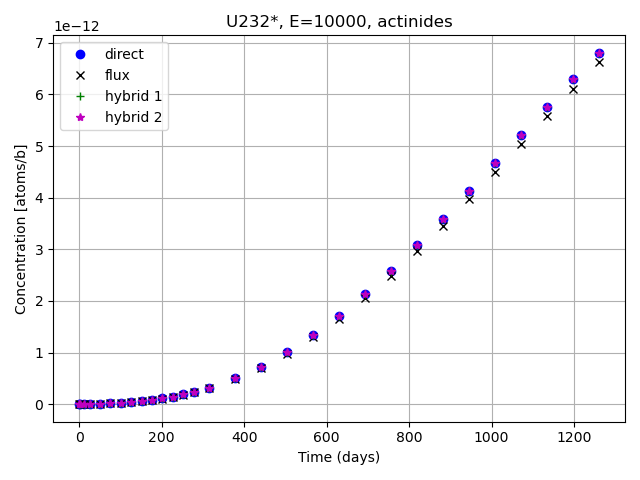 U232*, E=10000, actinides
1e−12
direct
flux
hybrid 1
hybrid 2
7
6
5
4
3
2
1
0
Concentration [atoms/b]
0 200 400 600 800 1000 1200
Time (days)